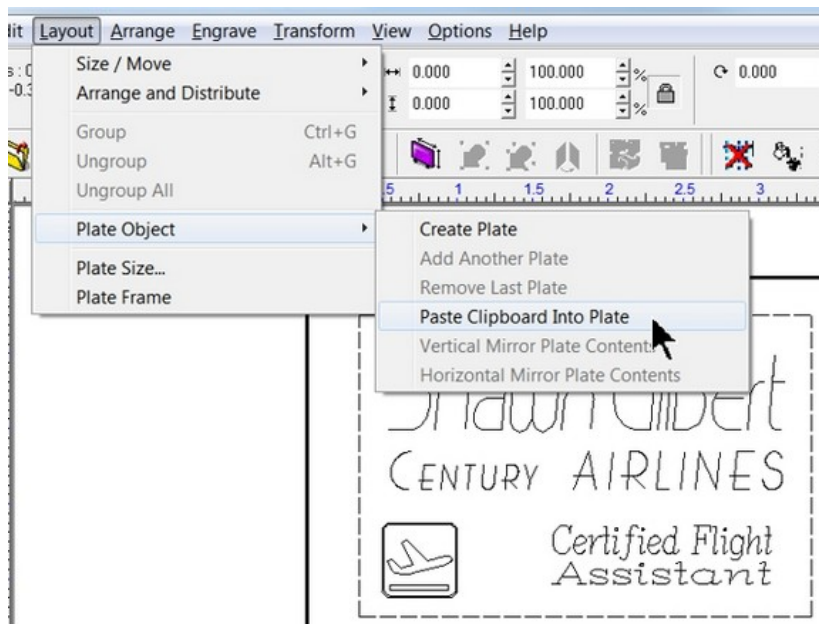 lit Layout Arrange Engrave Transform View Options Help
Size / Move
Arrange and Distribute
Group Ctrl+G
Ungroup Alt+G
Ungroup All
Plate Object
Plate Size...
Plate Frame
0.000 100.000 % 0.000
0.000 100.000 %
.5 1 1.5 2 2.5 3
Create Plate
Add Another Plate
Remove Last Plate
Paste Clipboard Into Plate
Vertical Mirror Plate Contents
Horizontal Mirror Plate Contents
Shawn Gilbert
CENTURY AIRLINES
Certified Flight
Assistant